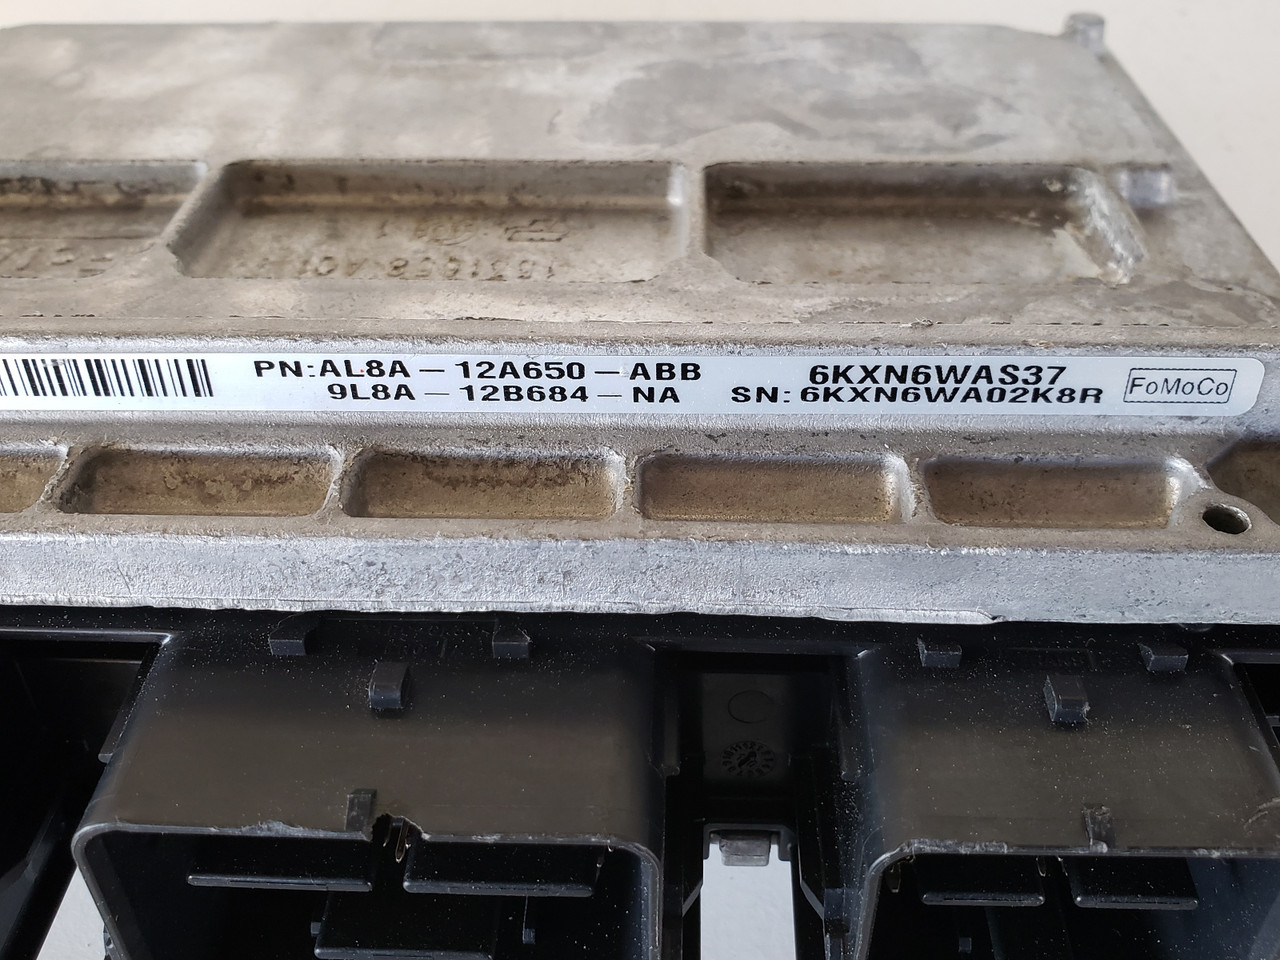 PN:AL8A – 12A650 – ABB 6KXN6WAS37
9L8A – 12B684 – NA SN: 6KXN6WA02K8R
FoMoCo